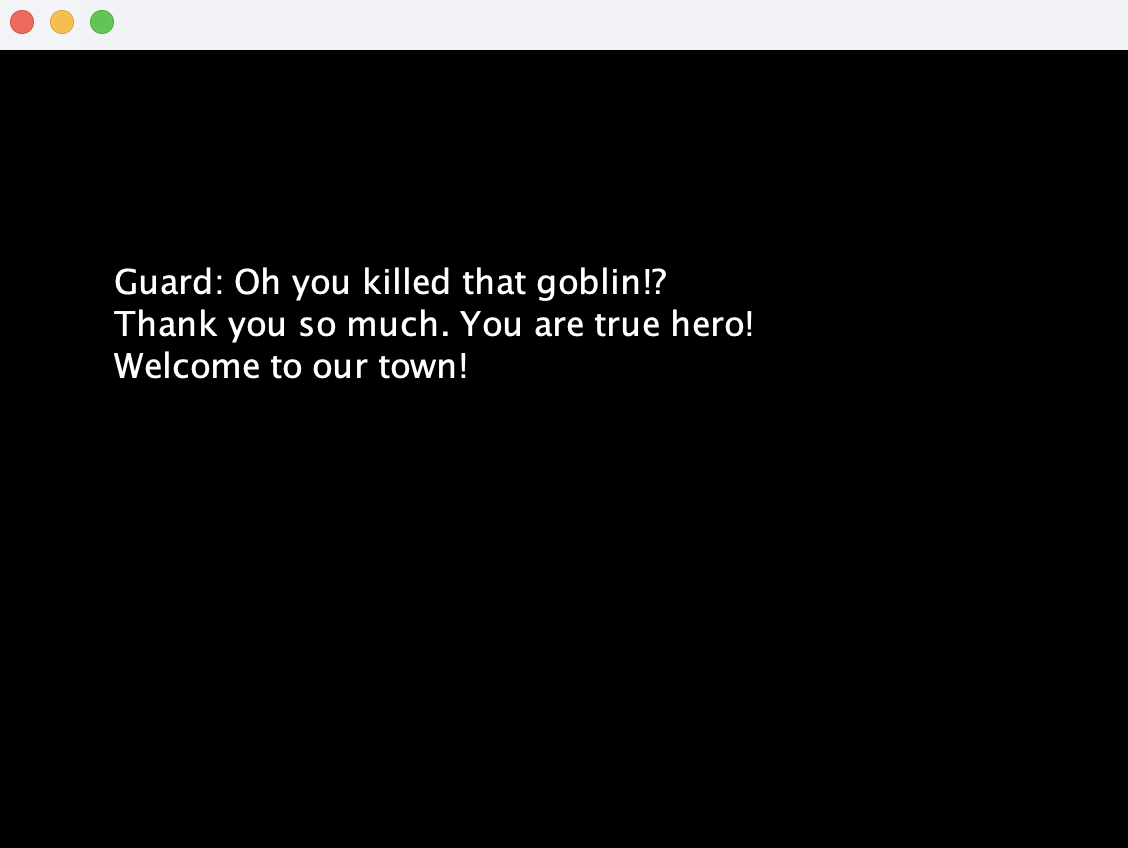 Guard: Oh you killed that goblin!?
Thank you so much. You are true hero!
Welcome to our town!